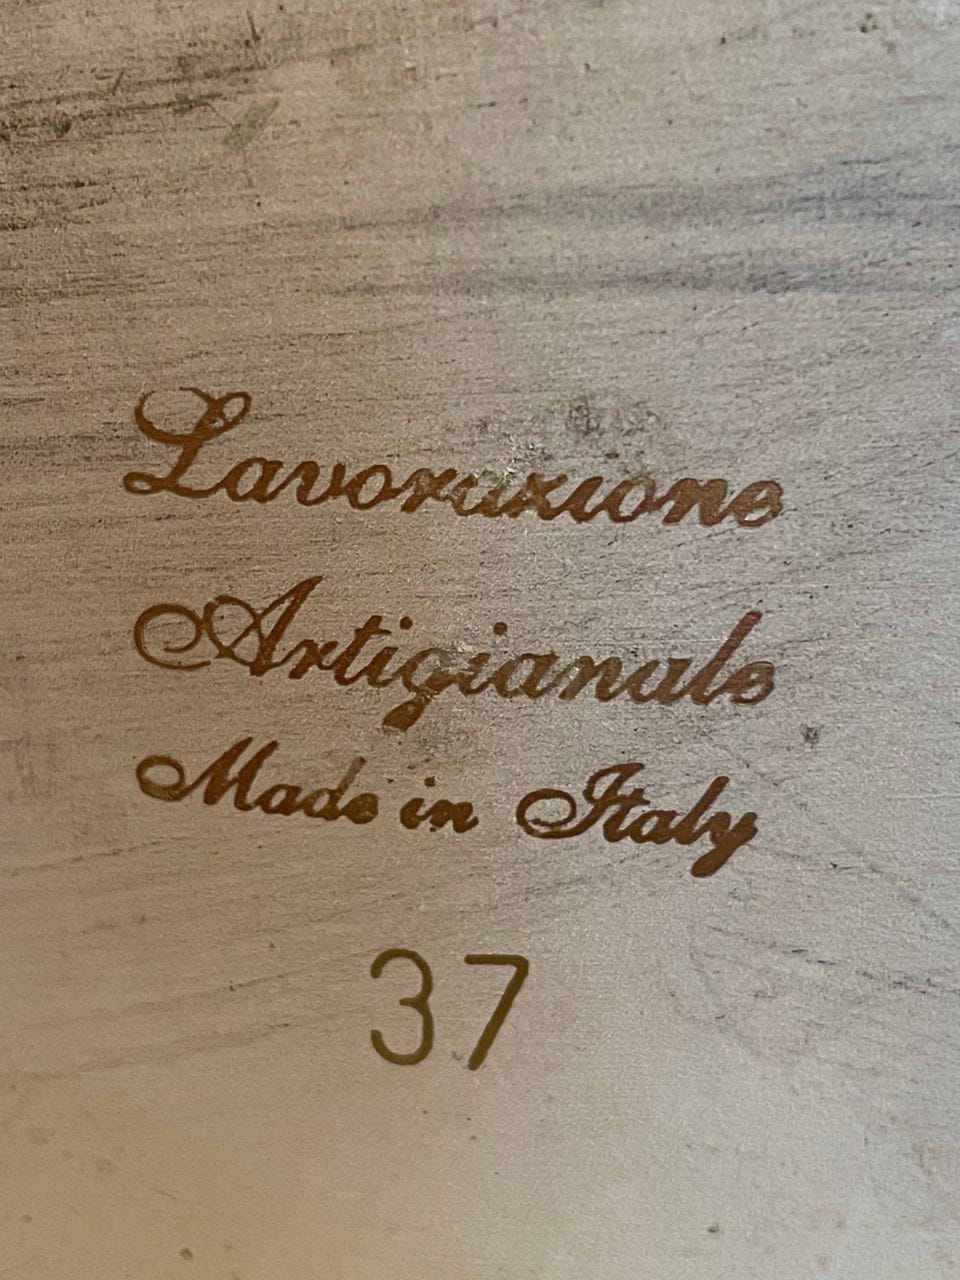 Lavorazione
Artigianale
Made in Italy
37